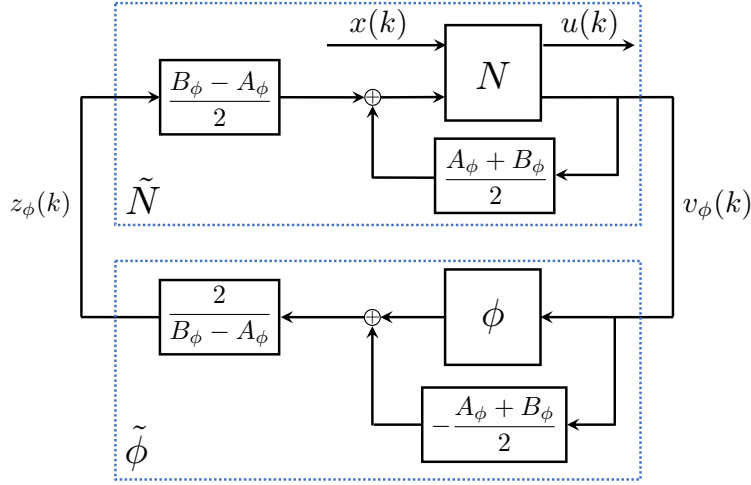 x(k) u(k)
B_ϕ − A_ϕ
2
N
A_ϕ + B_ϕ
2
Ñ
z_ϕ(k) v_ϕ(k)
2
B_ϕ − A_ϕ
ϕ
− A_ϕ + B_ϕ
2
ϕ̃